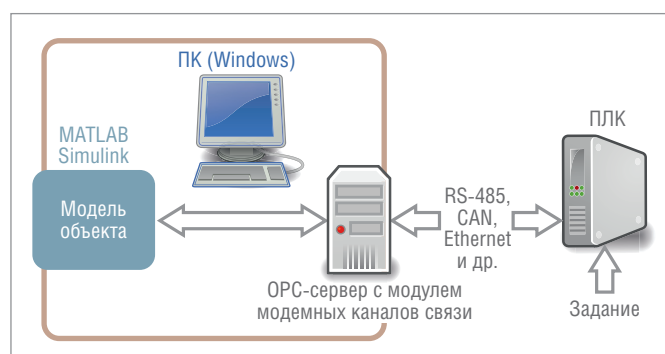 ПК (Windows)
MATLAB
Simulink
Модель
объекта
ПЛК
RS-485,
CAN,
Ethernet
и др.
OPC-сервер с модулем
модемных каналов связи
Задание